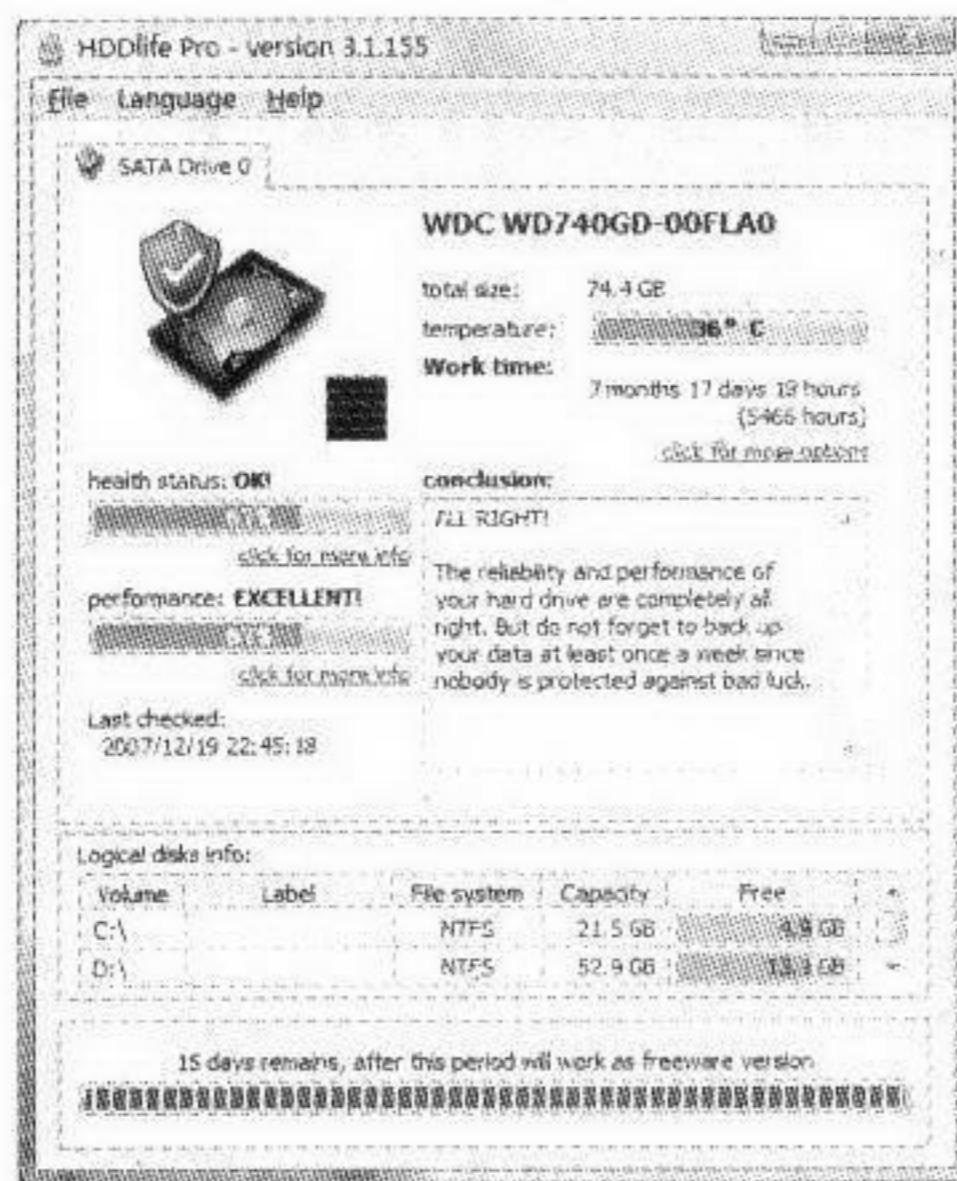 HDDlife Pro - version 3.1.155
File Language Help
SATA Drive 0
WDC WD740GD-00FLA0
total size: 74.4 GB
temperature: 36° C
Work time:
7 months 17 days 19 hours
(5466 hours)
click for more options
health status: OK!
click for more info
performance: EXCELLENT!
click for more info
Last checked:
2007/12/19 22:45:18
conclusion:
ALL RIGHT!
The reliability and performance of
your hard drive are completely all
right. But do not forget to back up
your data at least once a week since
nobody is protected against bad luck.
Logical disks info:
Volume Label File system Capacity Free
C:\ NTFS 21.5 GB 4.9 GB
D:\ NTFS 52.9 GB GB
15 days remains, after this period will work as freeware version